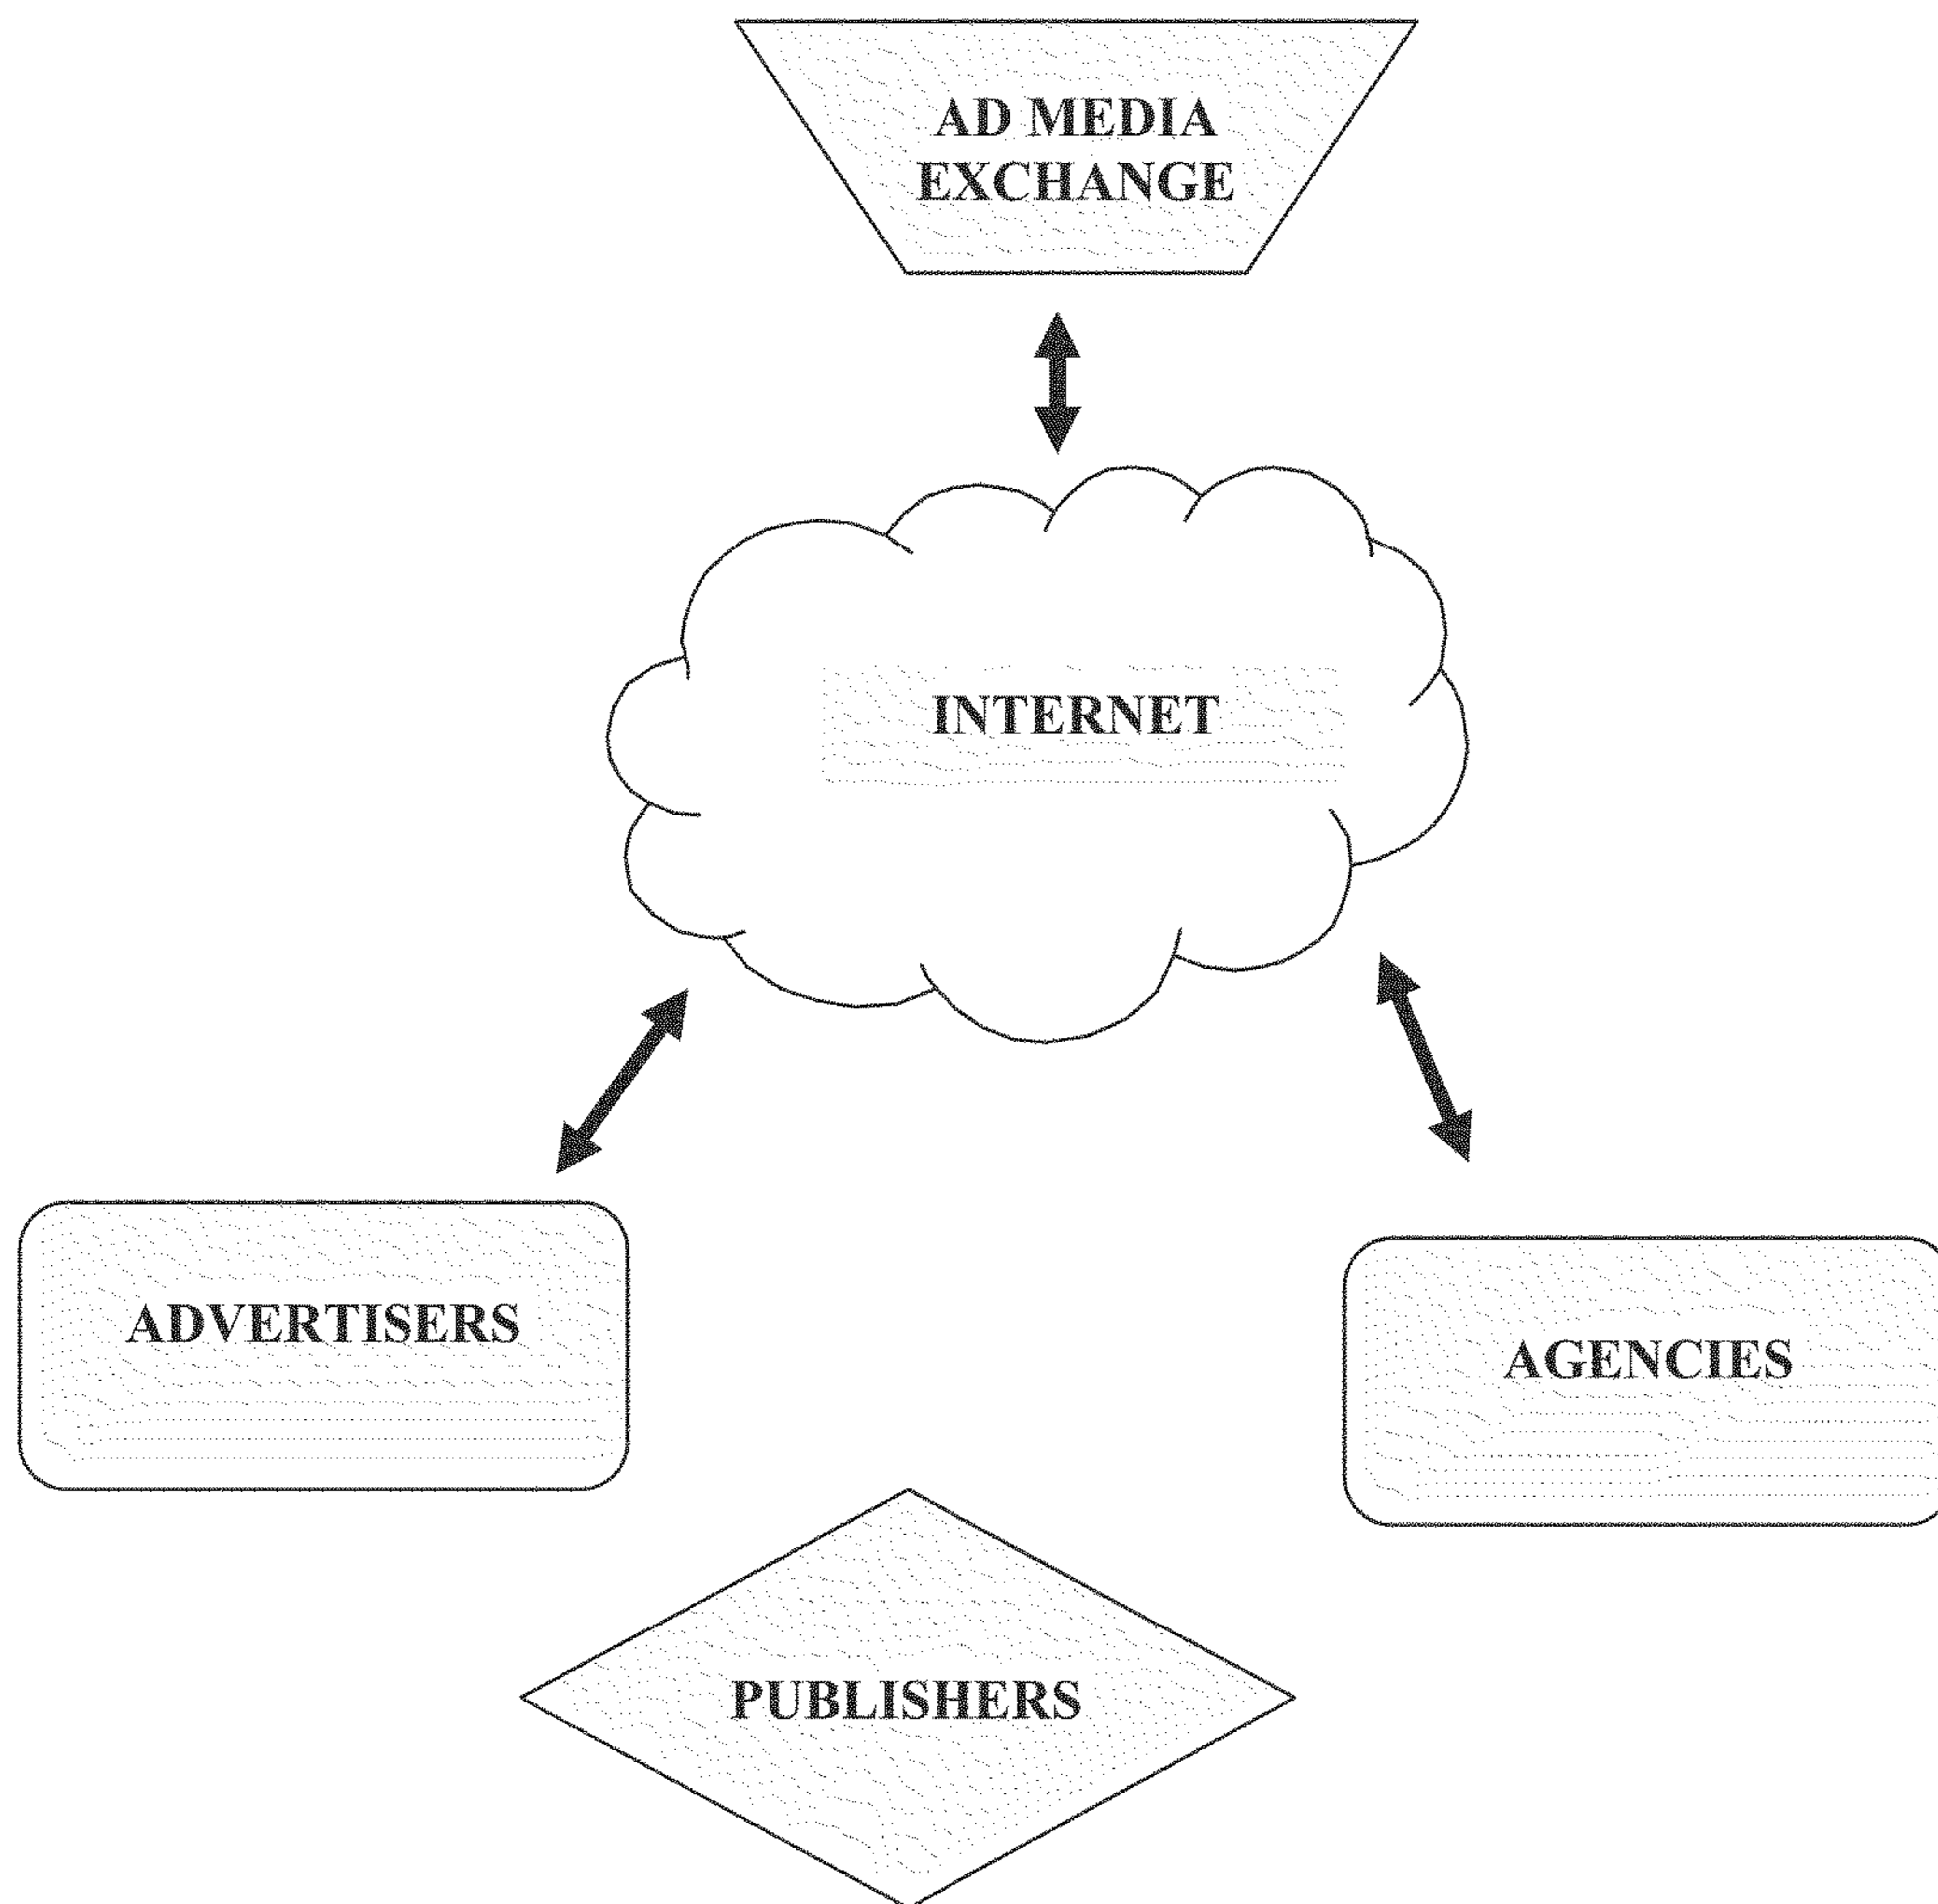 AD MEDIA
EXCHANGE
INTERNET
ADVERTISERS
AGENCIES
PUBLISHERS